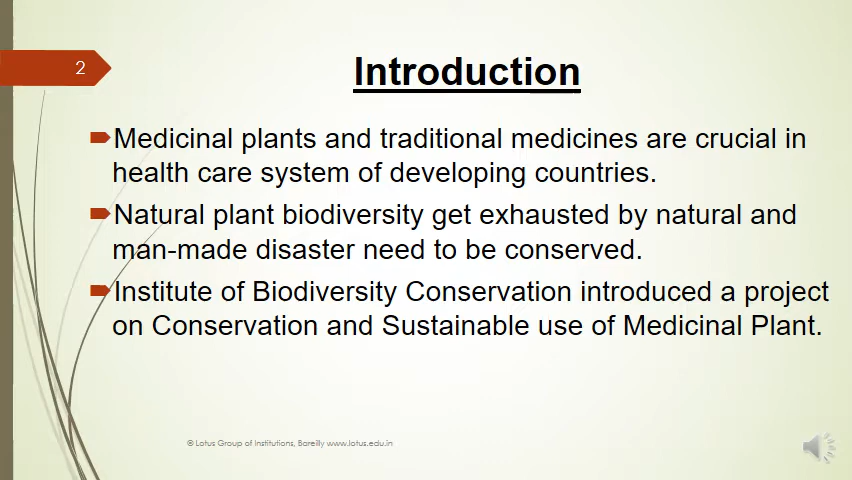 2
Introduction
Medicinal plants and traditional medicines are crucial in
health care system of developing countries.
Natural plant biodiversity get exhausted by natural and
man-made disaster need to be conserved.
Institute of Biodiversity Conservation introduced a project
on Conservation and Sustainable use of Medicinal Plant.
® Lotus Group of Institutions, Bareilly www.lotus.edu.in